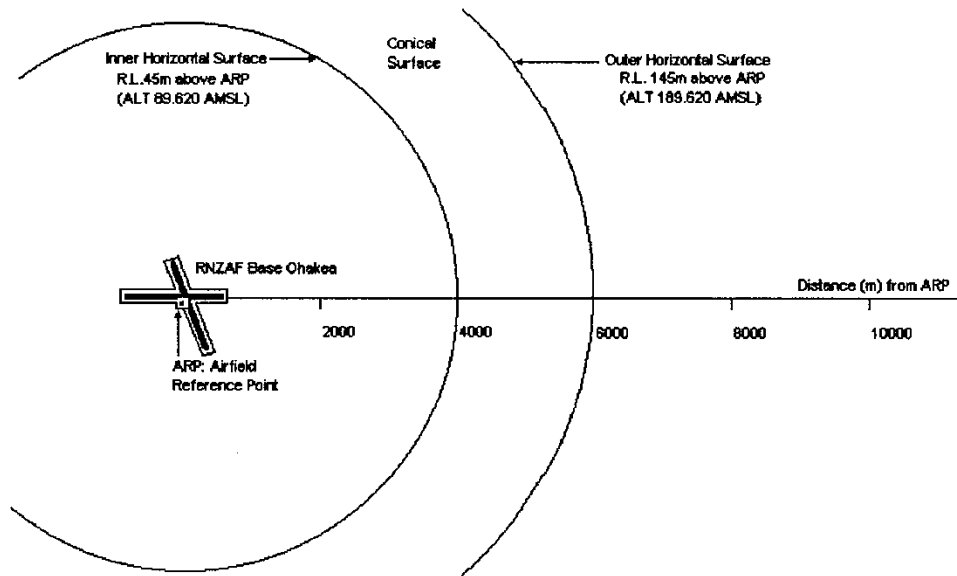 Conical
Surface
Inner Horizontal Surface
R.L.45m above ARP
(ALT 89.620 AMSL)
Outer Horizontal Surface
R.L. 145m above ARP
(ALT 189.620 AMSL)
RNZAF Base Ohakea
Distance (m) from ARP
2000
4000
6000
8000
10000
ARP: Airfield
Reference Point